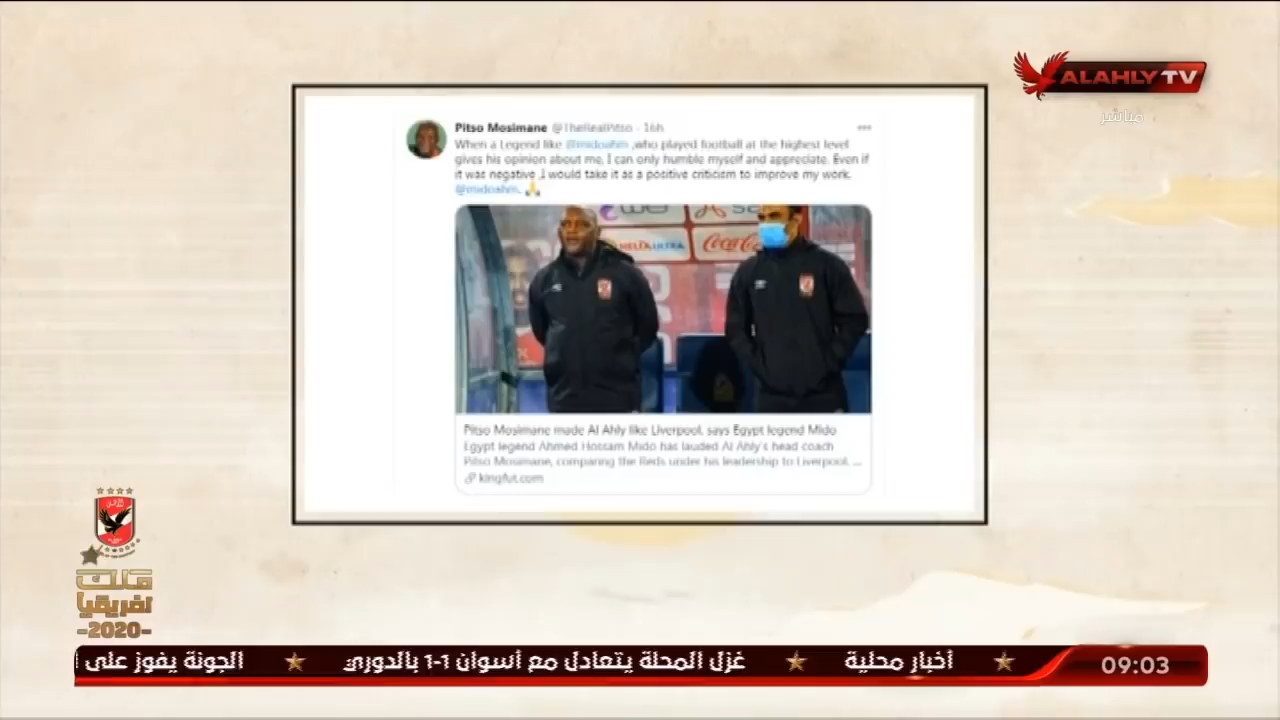 ALAHLY TV
مباشر
Pitso Mosimane @TheRealPitso · 16h
When a Legend like @midoahm ,who played football at the highest level
gives his opinion about me, I can only humble myself and appreciate. Even if
it was negative ,I would take it as a positive criticism to improve my work.
@midoahm. 🙏
Coca-Cola
Pitso Mosimane made Al Ahly like Liverpool, says Egypt legend Mido
Egypt legend Ahmed Hossam Mido has lauded Al Ahly's head coach
Pitso Mosimane, comparing the Reds under his leadership to Liverpool. ...
kingfut.com
ملك
افريقيا
-2020-
09:03
أخبار محلية ★ غزل المحلة يتعادل مع أسوان 1-1 بالدوري ★ الجونة يفوز على ا